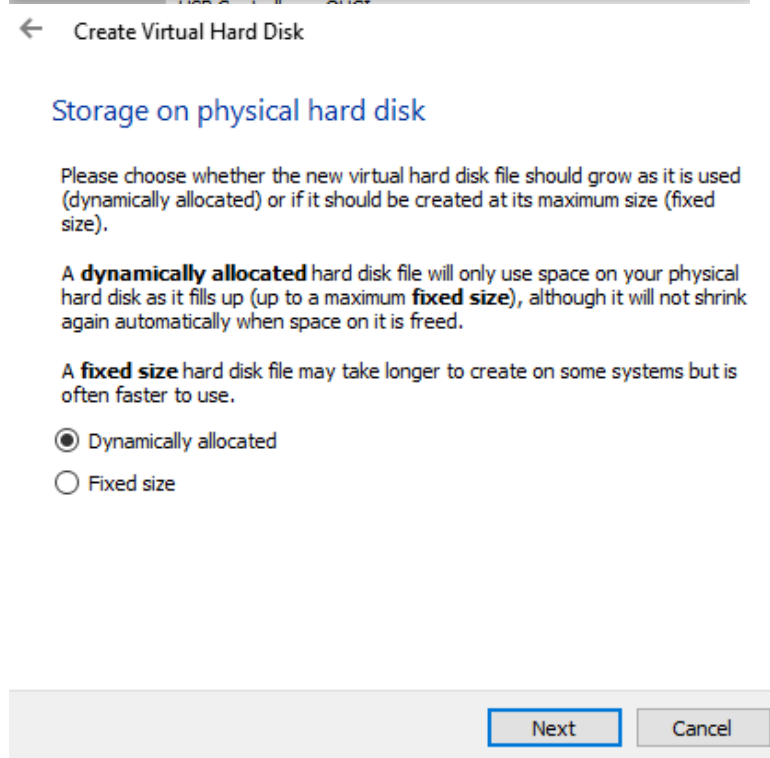 Create Virtual Hard Disk
Storage on physical hard disk
Please choose whether the new virtual hard disk file should grow as it is used
(dynamically allocated) or if it should be created at its maximum size (fixed
size).
A dynamically allocated hard disk file will only use space on your physical
hard disk as it fills up (up to a maximum fixed size), although it will not shrink
again automatically when space on it is freed.
A fixed size hard disk file may take longer to create on some systems but is
often faster to use.
Dynamically allocated
Fixed size
Next Cancel